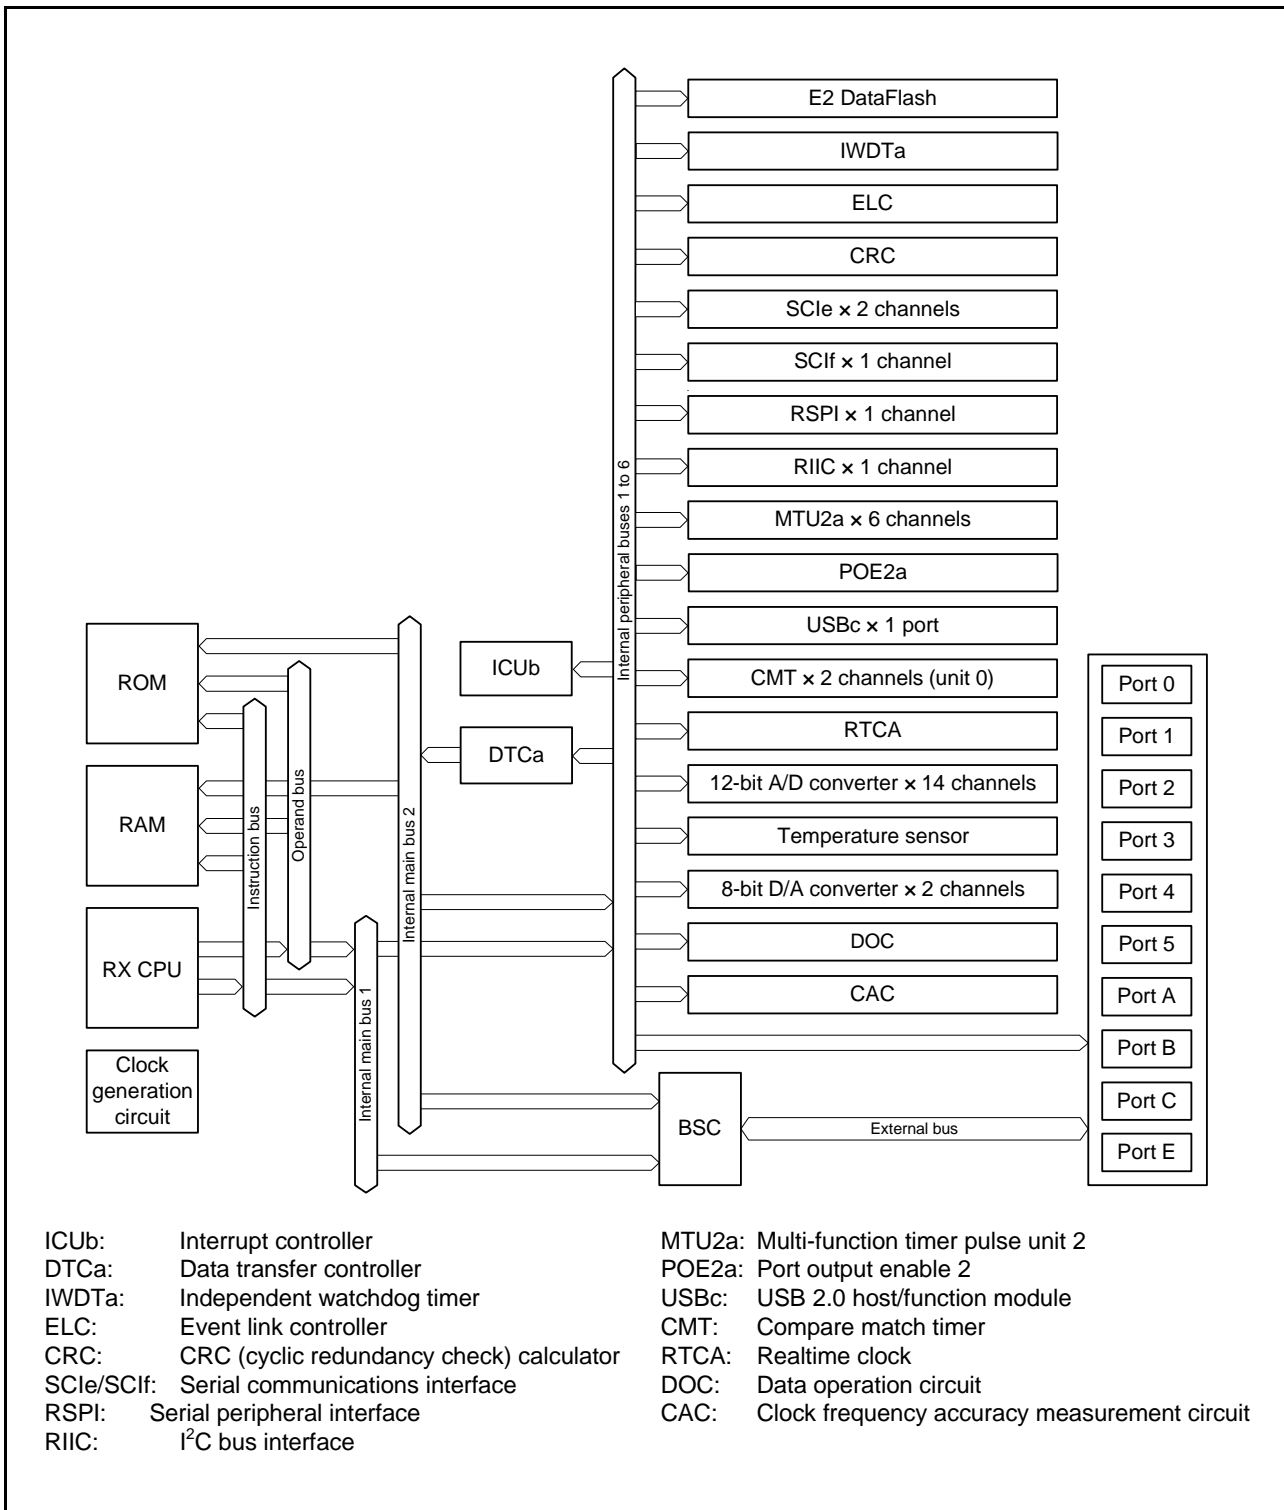 E2 DataFlash
IWDTa
ELC
CRC
SCIe × 2 channels
SCIf × 1 channel
RSPI × 1 channel
RIIC × 1 channel
MTU2a × 6 channels
POE2a
USBc × 1 port
CMT × 2 channels (unit 0)
RTCA
12-bit A/D converter × 14 channels
Temperature sensor
8-bit D/A converter × 2 channels
DOC
CAC
Internal peripheral buses 1 to 6
ICUb
DTCa
ROM
RAM
RX CPU
Clock
generation
circuit
Instruction bus
Operand bus
Internal main bus 1
Internal main bus 2
BSC
External bus
Port 0
Port 1
Port 2
Port 3
Port 4
Port 5
Port A
Port B
Port C
Port E
ICUb: Interrupt controller
DTCa: Data transfer controller
IWDTa: Independent watchdog timer
ELC: Event link controller
CRC: CRC (cyclic redundancy check) calculator
SCIe/SCIf: Serial communications interface
RSPI: Serial peripheral interface
RIIC: I²C bus interface
MTU2a: Multi-function timer pulse unit 2
POE2a: Port output enable 2
USBc: USB 2.0 host/function module
CMT: Compare match timer
RTCA: Realtime clock
DOC: Data operation circuit
CAC: Clock frequency accuracy measurement circuit